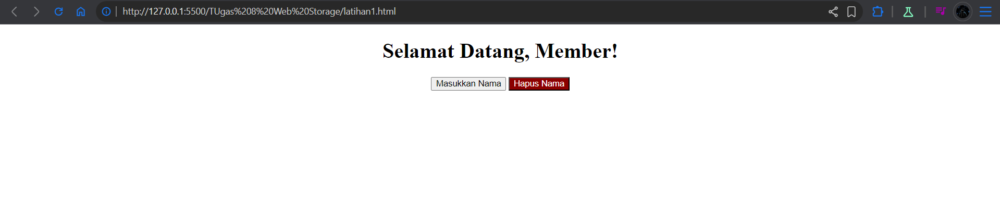 http://127.0.0.1:5500/TUgas%208%20Web%20Storage/latihan1.html
Selamat Datang, Member!
Masukkan Nama Hapus Nama